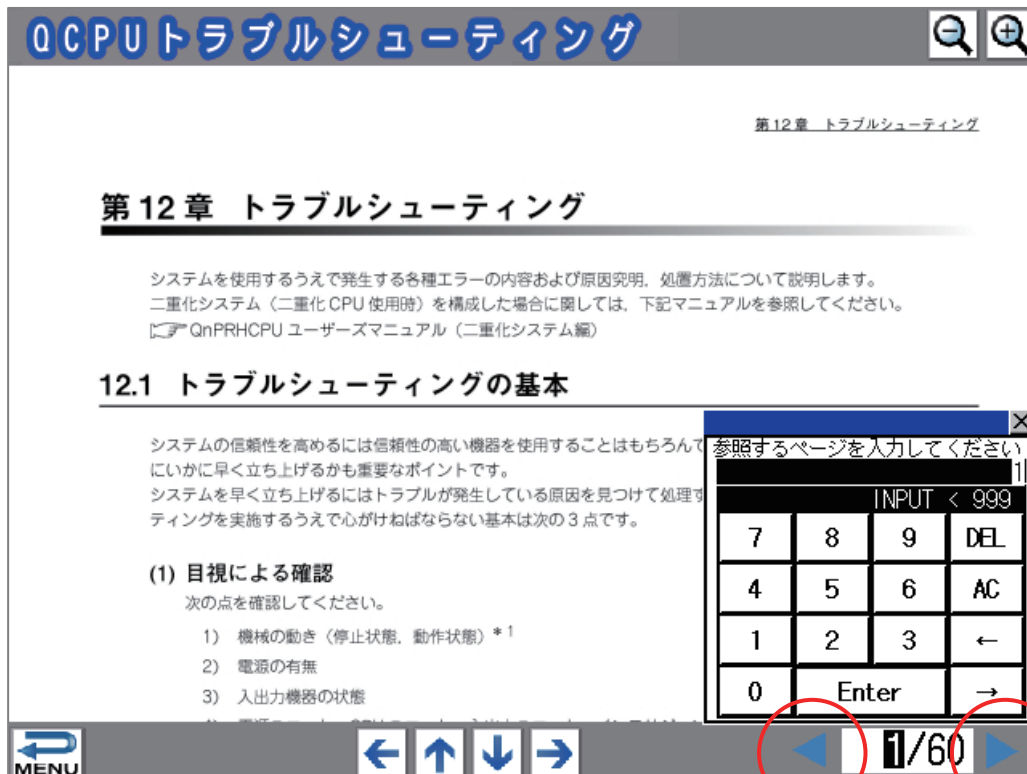 QCPUトラブルシューティング
第12章 トラブルシューティング
第12章 トラブルシューティング
システムを使用するうえで発生する各種エラーの内容および原因究明，処置方法について説明します。
二重化システム（二重化CPU使用時）を構成した場合に関しては，下記マニュアルを参照してください。
QnPRHCPUユーザーズマニュアル（二重化システム編）
12.1 トラブルシューティングの基本
システムの信頼性を高めるには信頼性の高い機器を使用することはもちろんで
にいかに早く立ち上げるかも重要なポイントです。
システムを早く立ち上げるにはトラブルが発生している原因を見つけて処理す
ティングを実施するうえで心がけねばならない基本は次の3点です。
(1) 目視による確認
次の点を確認してください。
1) 機械の動き（停止状態，動作状態）*1
2) 電源の有無
3) 入出力機器の状態
参照するページを入力してください
1
INPUT < 999
7 8 9 DEL
4 5 6 AC
1 2 3 ←
0 Enter →
MENU
1/60